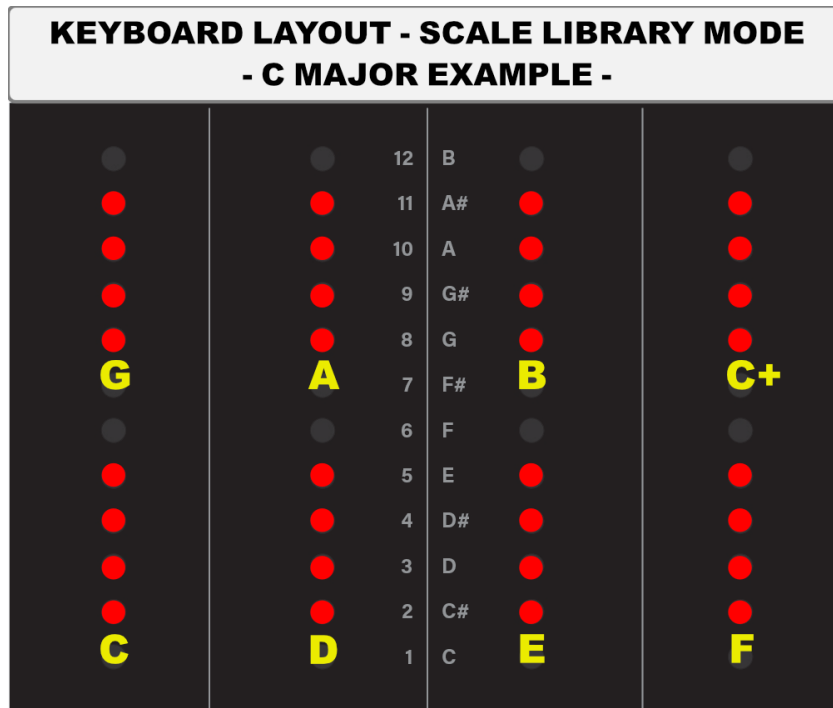 KEYBOARD LAYOUT - SCALE LIBRARY MODE
- C MAJOR EXAMPLE -
12 B
11 A#
10 A
9 G#
8 G
G A 7 F# B C+
6 F
5 E
4 D#
3 D
2 C#
C D 1 C E F